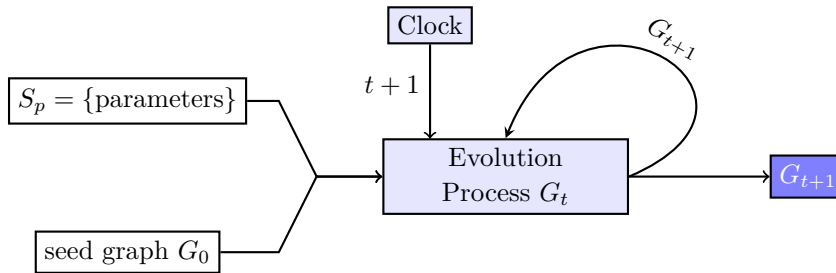 Clock
G_{t+1}
t + 1
S_p = {parameters}
Evolution
Process G_t
G_{t+1}
seed graph G_0